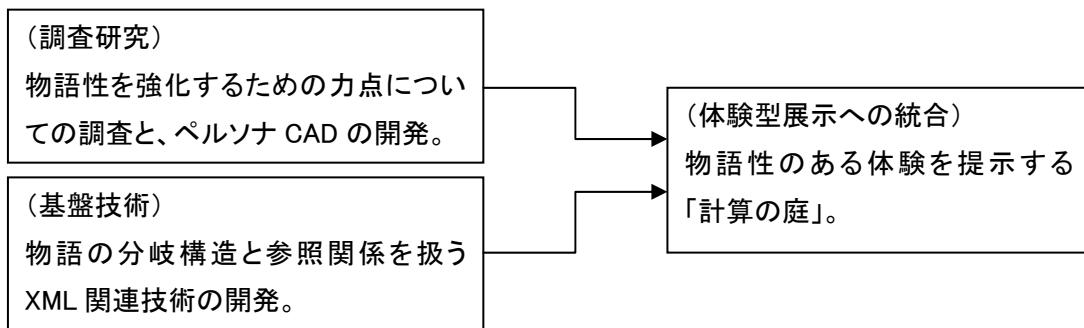 （調査研究）
物語性を強化するための力点につい
ての調査と、ペルソナ CAD の開発。
（基盤技術）
物語の分岐構造と参照関係を扱う
XML 関連技術の開発。
（体験型展示への統合）
物語性のある体験を提示する
「計算の庭」。